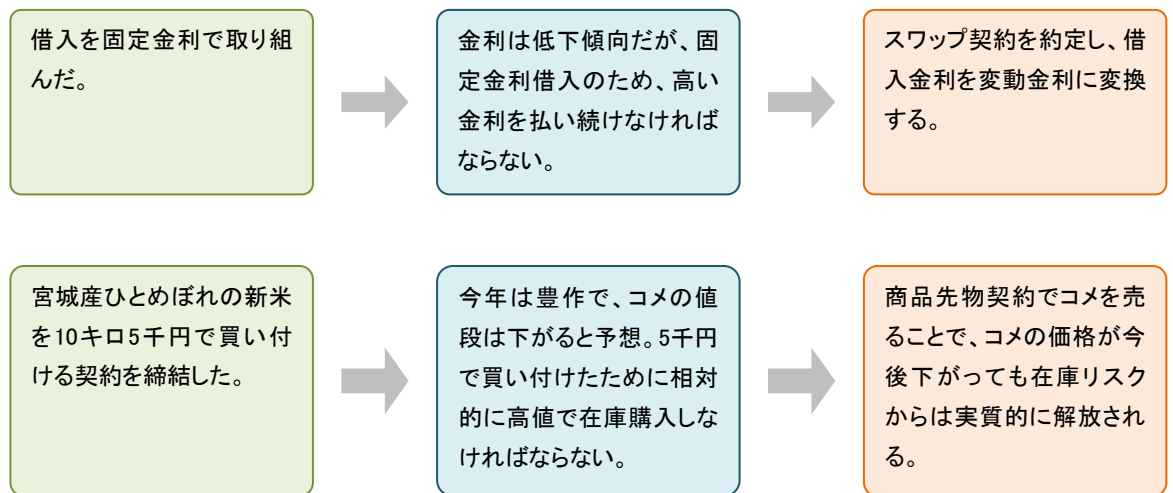 借入を固定金利で取り組
んだ。
金利は低下傾向だが、固
定金利借入のため、高い
金利を払い続けなければ
ならない。
スワップ契約を約定し、借
入金利を変動金利に変換
する。
宮城産ひとめぼれの新米
を10キロ5千円で買い付
ける契約を締結した。
今年は豊作で、コメの値
段は下がると予想。5千円
で買い付けたために相対
的に高値で在庫購入しな
ければならない。
商品先物契約でコメを売
ることで、コメの価格が今
後下がっても在庫リスク
からは実質的に解放され
る。